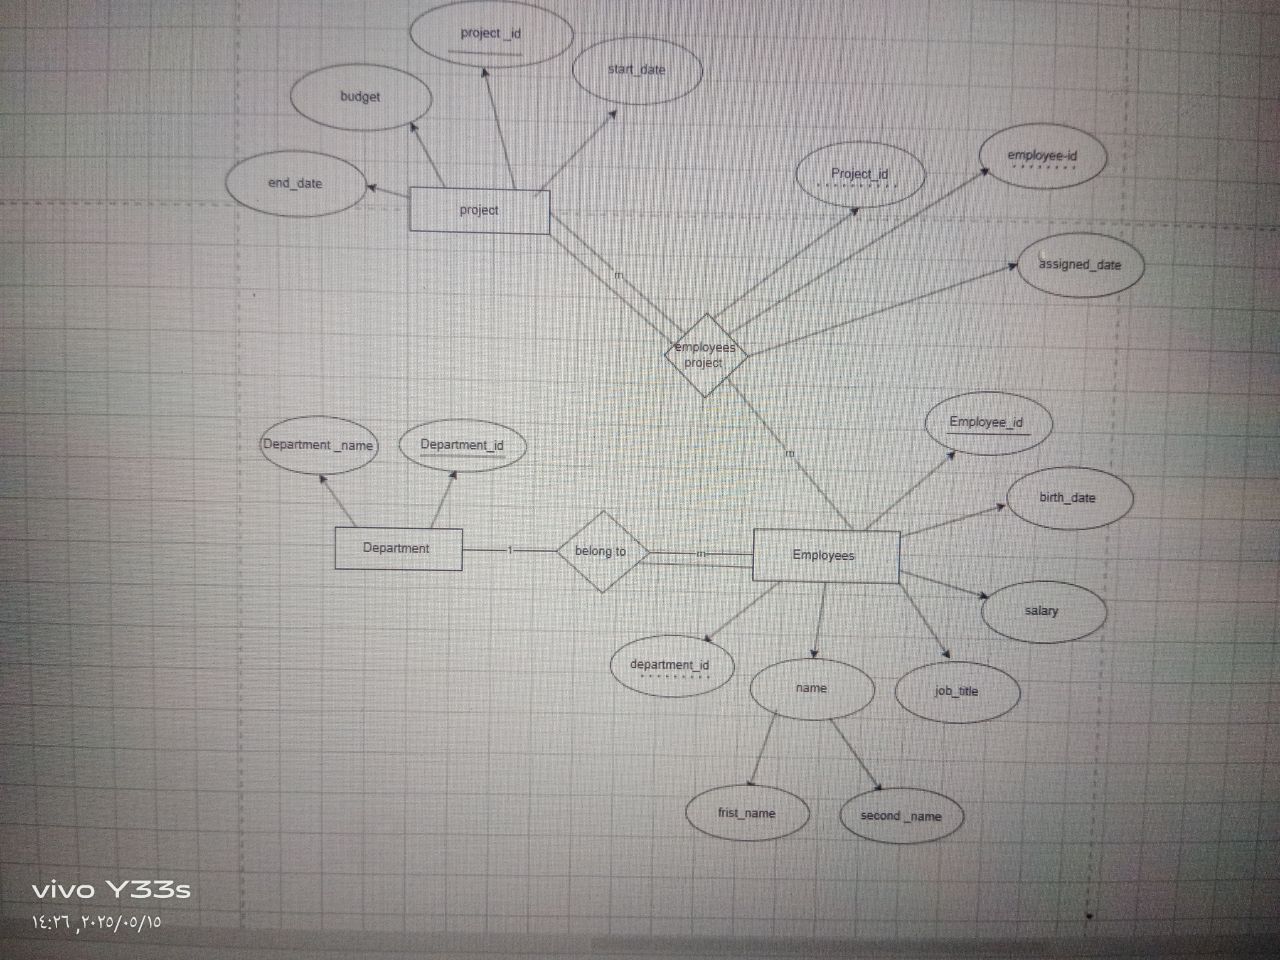 project _id
start_date
budget
end_date
project
Project_id
employee-id
assigned_date
m
employees
project
m
Department _name
Department_id
Employee_id
birth_date
Department
1
belong to
m
Employees
salary
department_id
name
job_title
frist_name
second _name
vivo Y33s
٢٠٢٥/٠٥/١٥, ١٤:٢٦